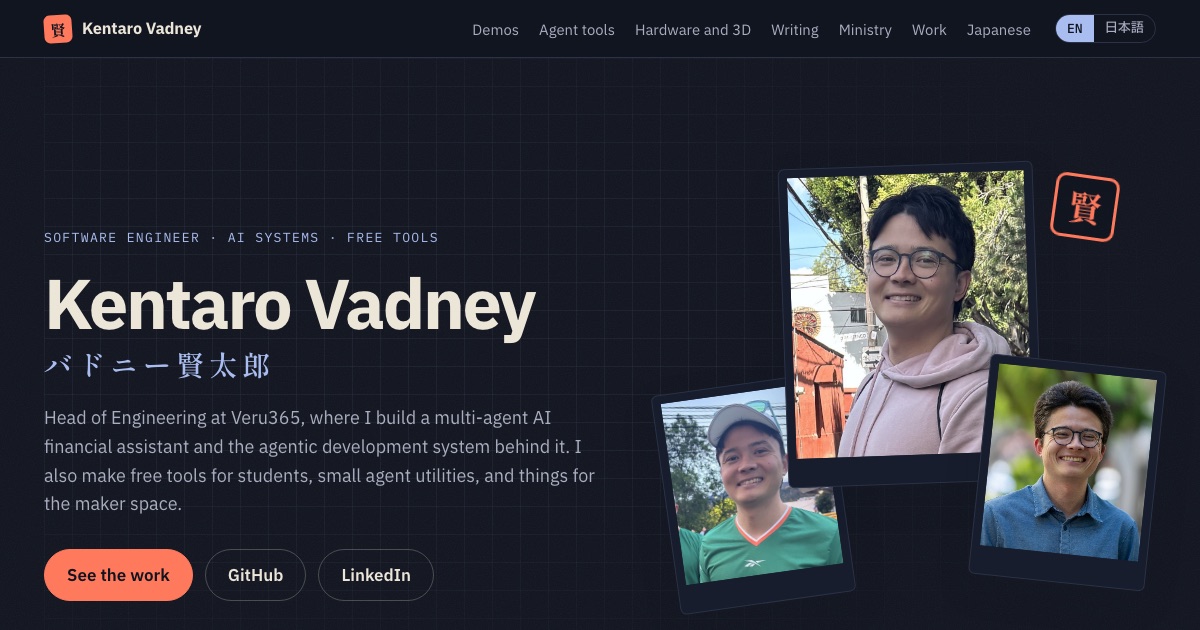 賢 Kentaro Vadney
Demos Agent tools Hardware and 3D Writing Ministry Work Japanese EN 日本語
賢
SOFTWARE ENGINEER · AI SYSTEMS · FREE TOOLS
Kentaro Vadney
バドニー賢太郎
Head of Engineering at Veru365, where I build a multi-agent AI
financial assistant and the agentic development system behind it. I
also make free tools for students, small agent utilities, and things for
the maker space.
See the work GitHub LinkedIn